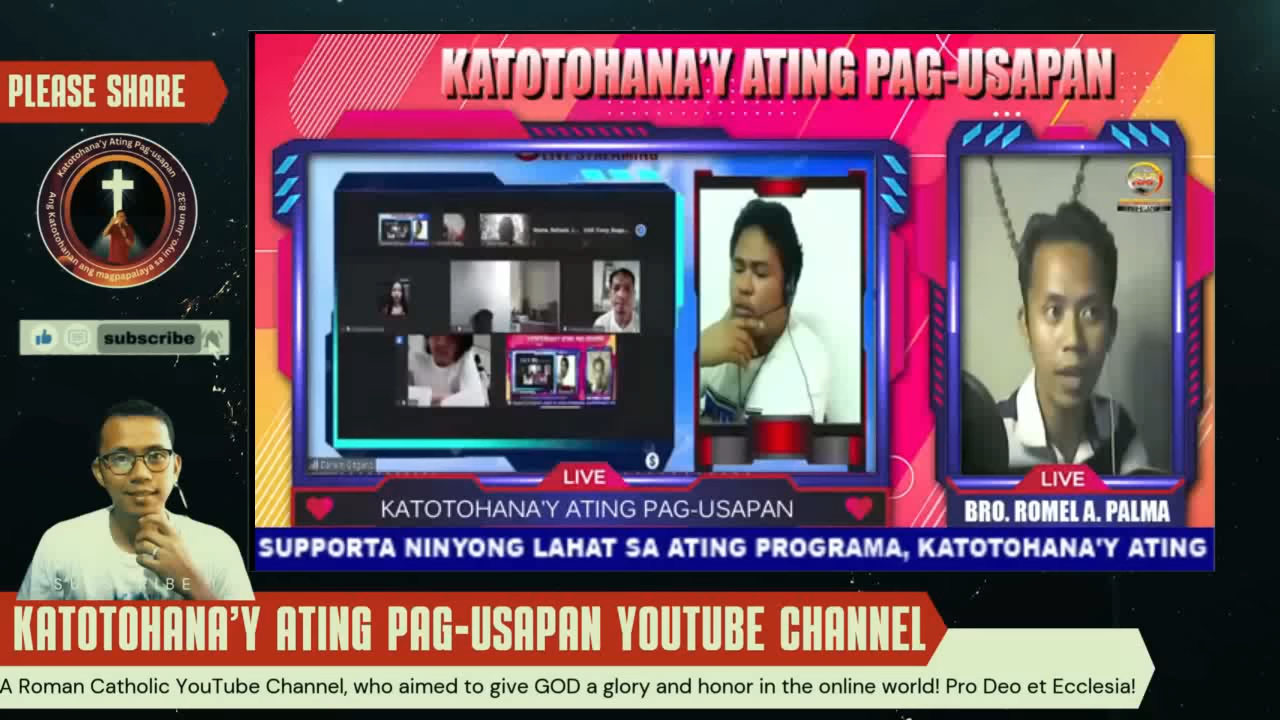 PLEASE SHARE
Katotohana'y Ating Pag-usapan
Ang Katotohanan ang magpapalaya sa inyo. Juan 8:32
subscribe
KATOTOHANA'Y ATING PAG-USAPAN
LIVE STREAMING
LIVE
KATOTOHANA'Y ATING PAG-USAPAN
LIVE
BRO. ROMEL A. PALMA
SUPPORTA NINYONG LAHAT SA ATING PROGRAMA, KATOTOHANA'Y ATING
KATOTOHANA'Y ATING PAG-USAPAN YOUTUBE CHANNEL
A Roman Catholic YouTube Channel, who aimed to give GOD a glory and honor in the online world! Pro Deo et Ecclesia!